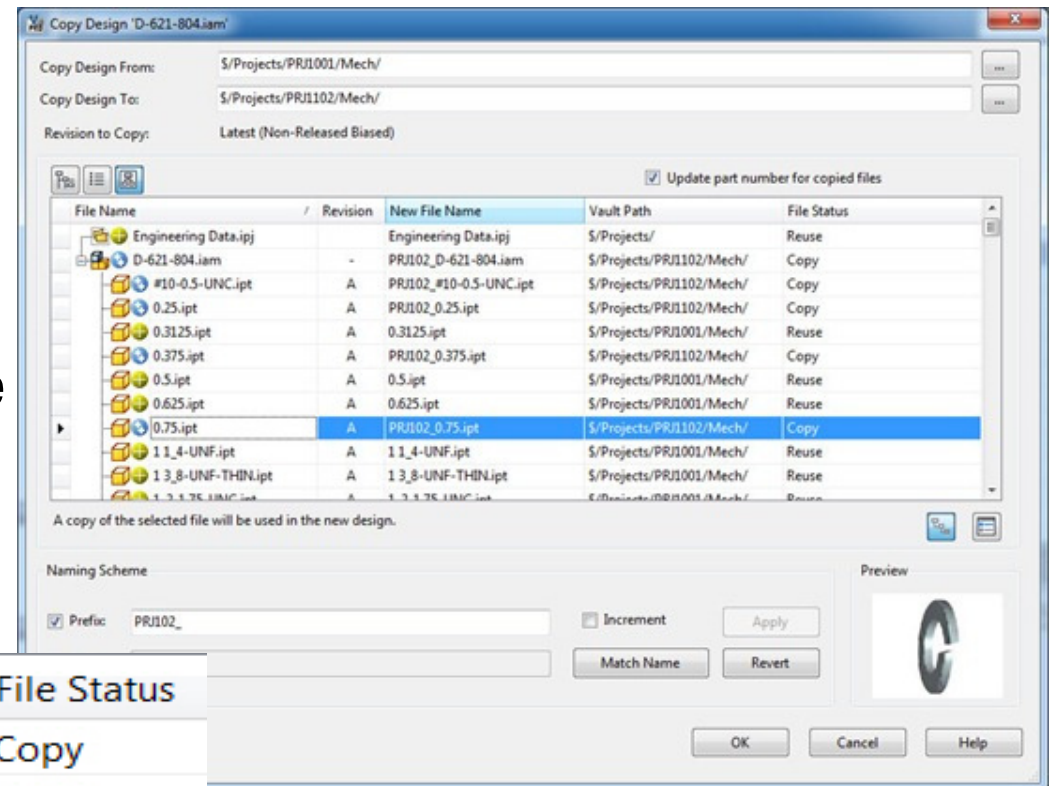 Copy Design 'D-621-804.iam'
Copy Design From: $/Projects/PRJ1001/Mech/ ...
Copy Design To: $/Projects/PRJ1102/Mech/ ...
Revision to Copy: Latest (Non-Released Biased)
Update part number for copied files
File Name / Revision New File Name Vault Path File Status
Engineering Data.ipj Engineering Data.ipj $/Projects/ Reuse
D-621-804.iam - PRJ102_D-621-804.iam $/Projects/PRJ1102/Mech/ Copy
#10-0.5-UNC.ipt A PRJ102_#10-0.5-UNC.ipt $/Projects/PRJ1102/Mech/ Copy
0.25.ipt A PRJ102_0.25.ipt $/Projects/PRJ1102/Mech/ Copy
0.3125.ipt A 0.3125.ipt $/Projects/PRJ1001/Mech/ Reuse
0.375.ipt A PRJ102_0.375.ipt $/Projects/PRJ1102/Mech/ Copy
0.5.ipt A 0.5.ipt $/Projects/PRJ1001/Mech/ Reuse
0.625.ipt A 0.625.ipt $/Projects/PRJ1001/Mech/ Reuse
0.75.ipt A PRJ102_0.75.ipt $/Projects/PRJ1102/Mech/ Copy
1 1_4-UNF.ipt A 1 1_4-UNF.ipt $/Projects/PRJ1001/Mech/ Reuse
1 3_8-UNF-THIN.ipt A 1 3_8-UNF-THIN.ipt $/Projects/PRJ1001/Mech/ Reuse
A copy of the selected file will be used in the new design.
Naming Scheme Preview
Prefix: PRJ102_ Increment Apply
Match Name Revert
File Status
Copy
OK Cancel Help